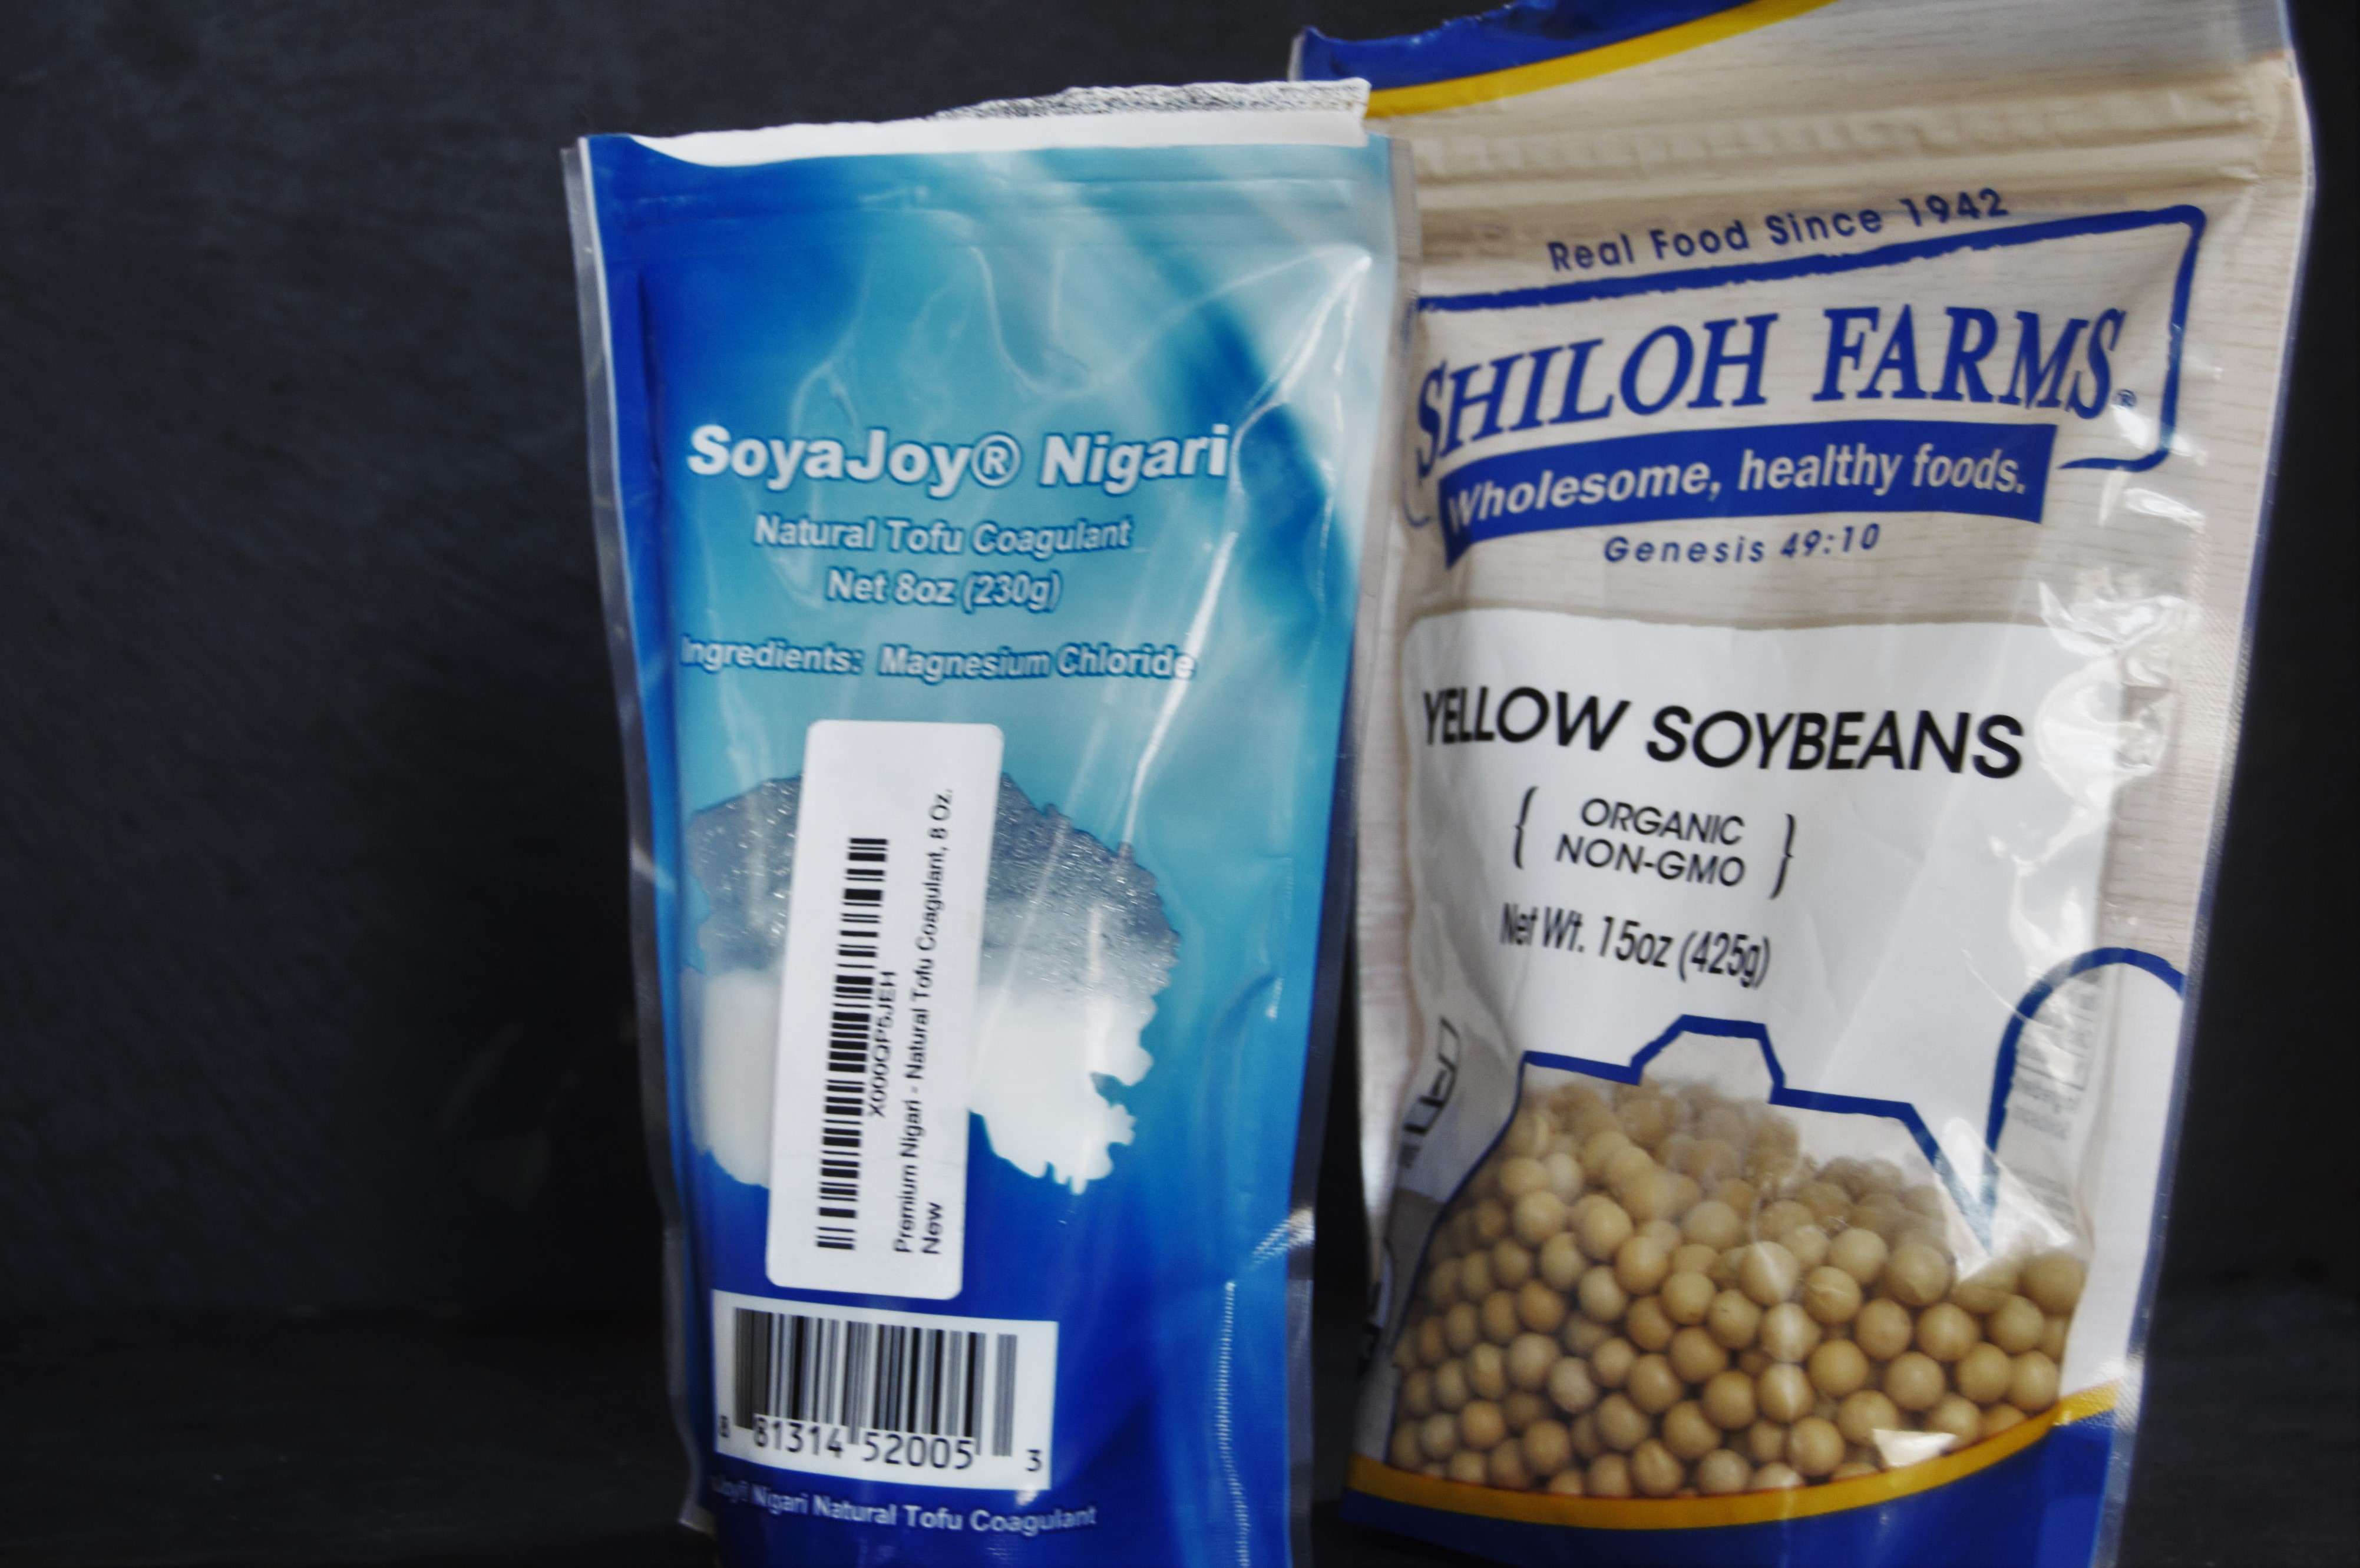 SoyaJoy® Nigari
Natural Tofu Coagulant
Net 8oz (230g)
Ingredients: Magnesium Chloride
X000QP5JEH
Premium Nigari - Natural Tofu Coagulant, 8 Oz.
New
8 81314 52005 3
Nigari Natural Tofu Coagulant
Real Food Since 1942
SHILOH FARMS®
Wholesome, healthy foods.
Genesis 49:10
YELLOW SOYBEANS
{ ORGANIC
NON-GMO }
Net Wt. 15oz (425g)